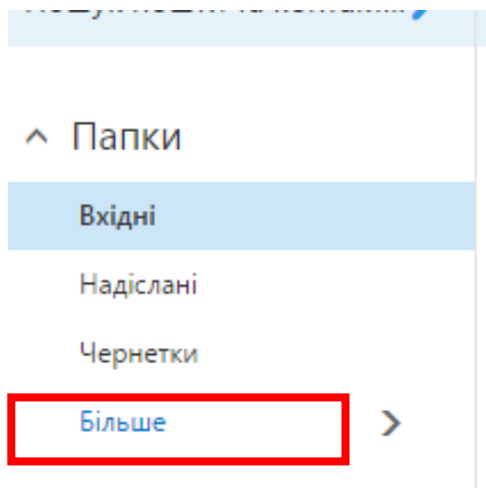 Папки
Вхідні
Надіслані
Чернетки
Більше